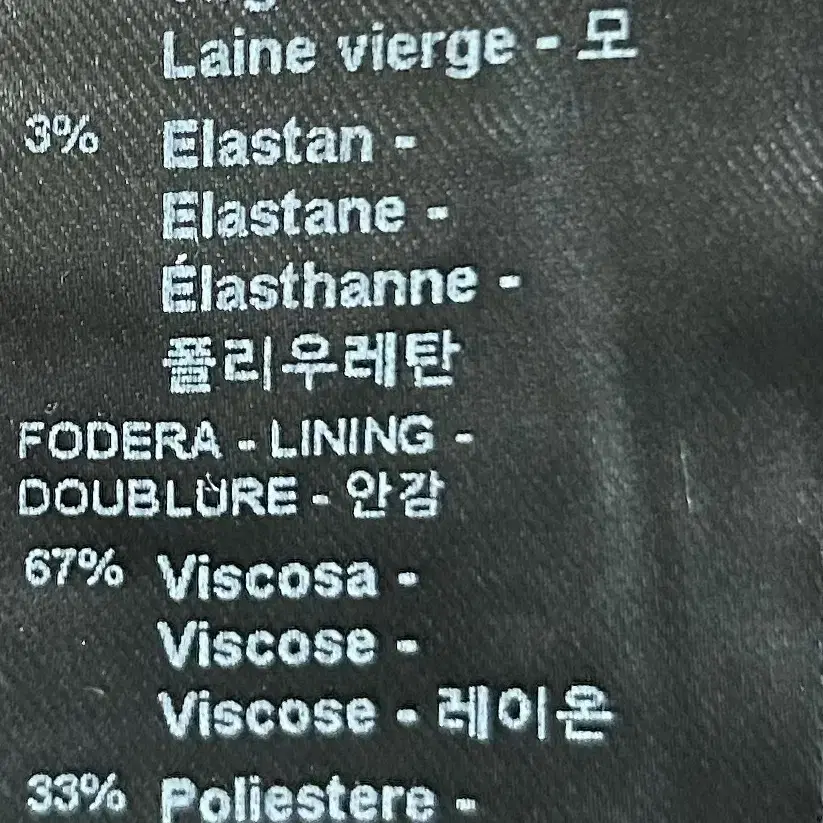 Laine vierge - 모
3% Elastan -
Elastane -
Élasthanne -
폴리우레탄
FODERA - LINING -
DOUBLURE - 안감
67% Viscosa -
Viscose -
Viscose - 레이온
33% Poliestere -